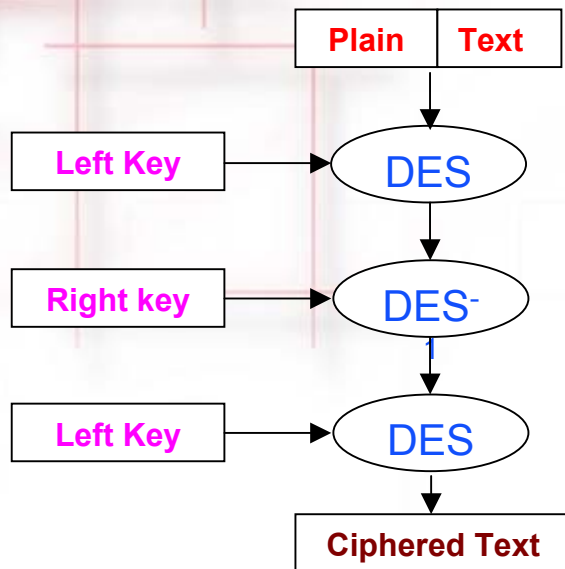 Plain Text
Left Key
DES
Right key
DES-
1
Left Key
DES
Ciphered Text